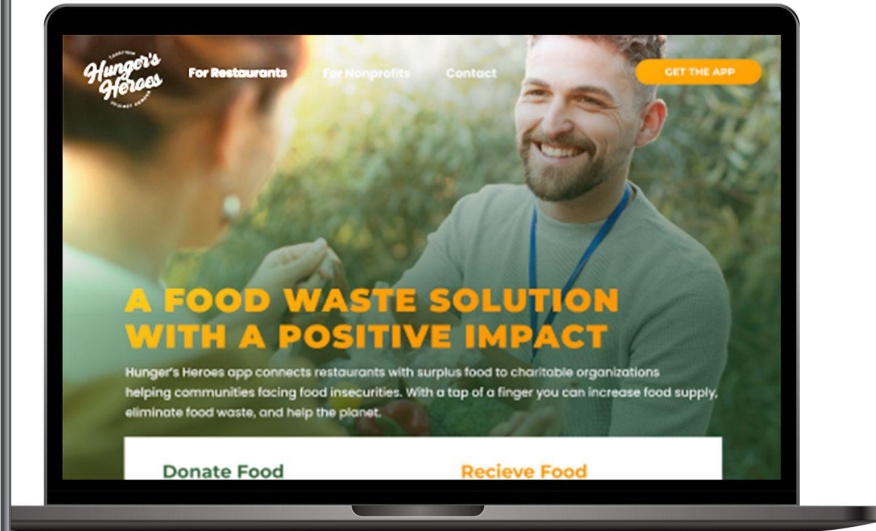 Hunger's
Heroes
For Restaurants
For Nonprofits
Contact
GET THE APP
A FOOD WASTE SOLUTION
WITH A POSITIVE IMPACT
Hunger's Heroes app connects restaurants with surplus food to charitable organizations
helping communities facing food insecurities. With a tap of a finger you can increase food supply,
eliminate food waste, and help the planet.
Donate Food
Recieve Food